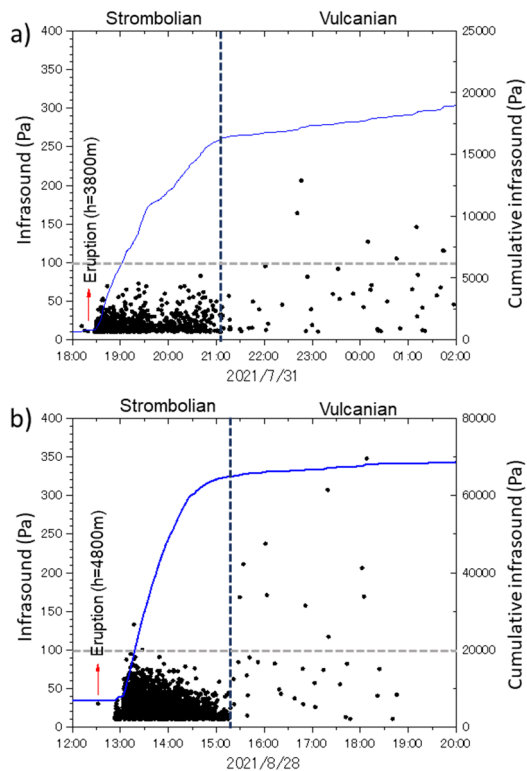 a)
Strombolian
Vulcanian
400
350
300
250
200
150
100
50
0
Infrasound (Pa)
Eruption (h=3800m)
25000
20000
15000
10000
5000
0
Cumulative infrasound (Pa)
18:00 19:00 20:00 21:00 22:00 23:00 00:00 01:00 02:00
2021/7/31
b)
Strombolian
Vulcanian
400
350
300
250
200
150
100
50
0
Infrasound (Pa)
Eruption (h=4800m)
80000
60000
40000
20000
0
Cumulative infrasound (Pa)
12:00 13:00 14:00 15:00 16:00 17:00 18:00 19:00 20:00
2021/8/28